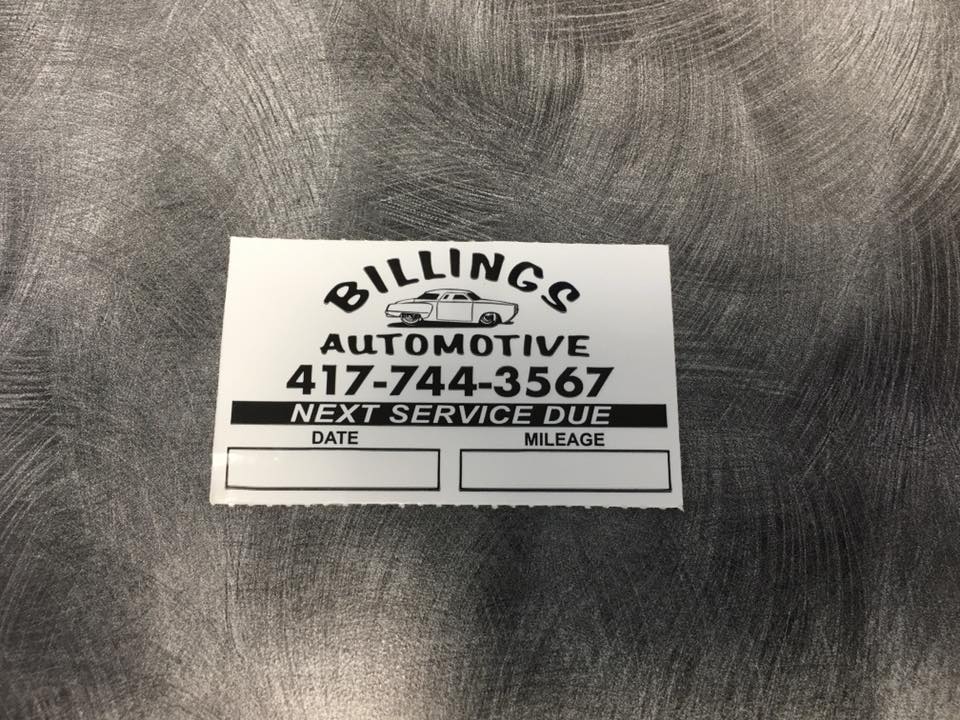 BILLINGS
AUTOMOTIVE
417-744-3567
NEXT SERVICE DUE
DATE MILEAGE